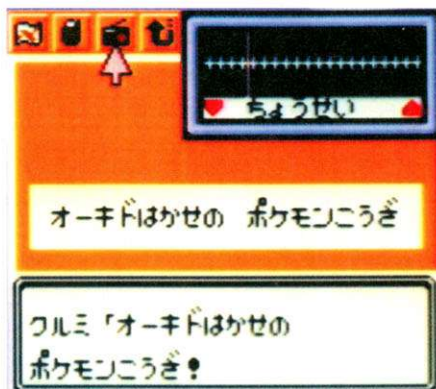 ちょうせい
オーキドはかせの ポケモンこうざ
クルミ「オーキドはかせの
ポケモンこうざ!